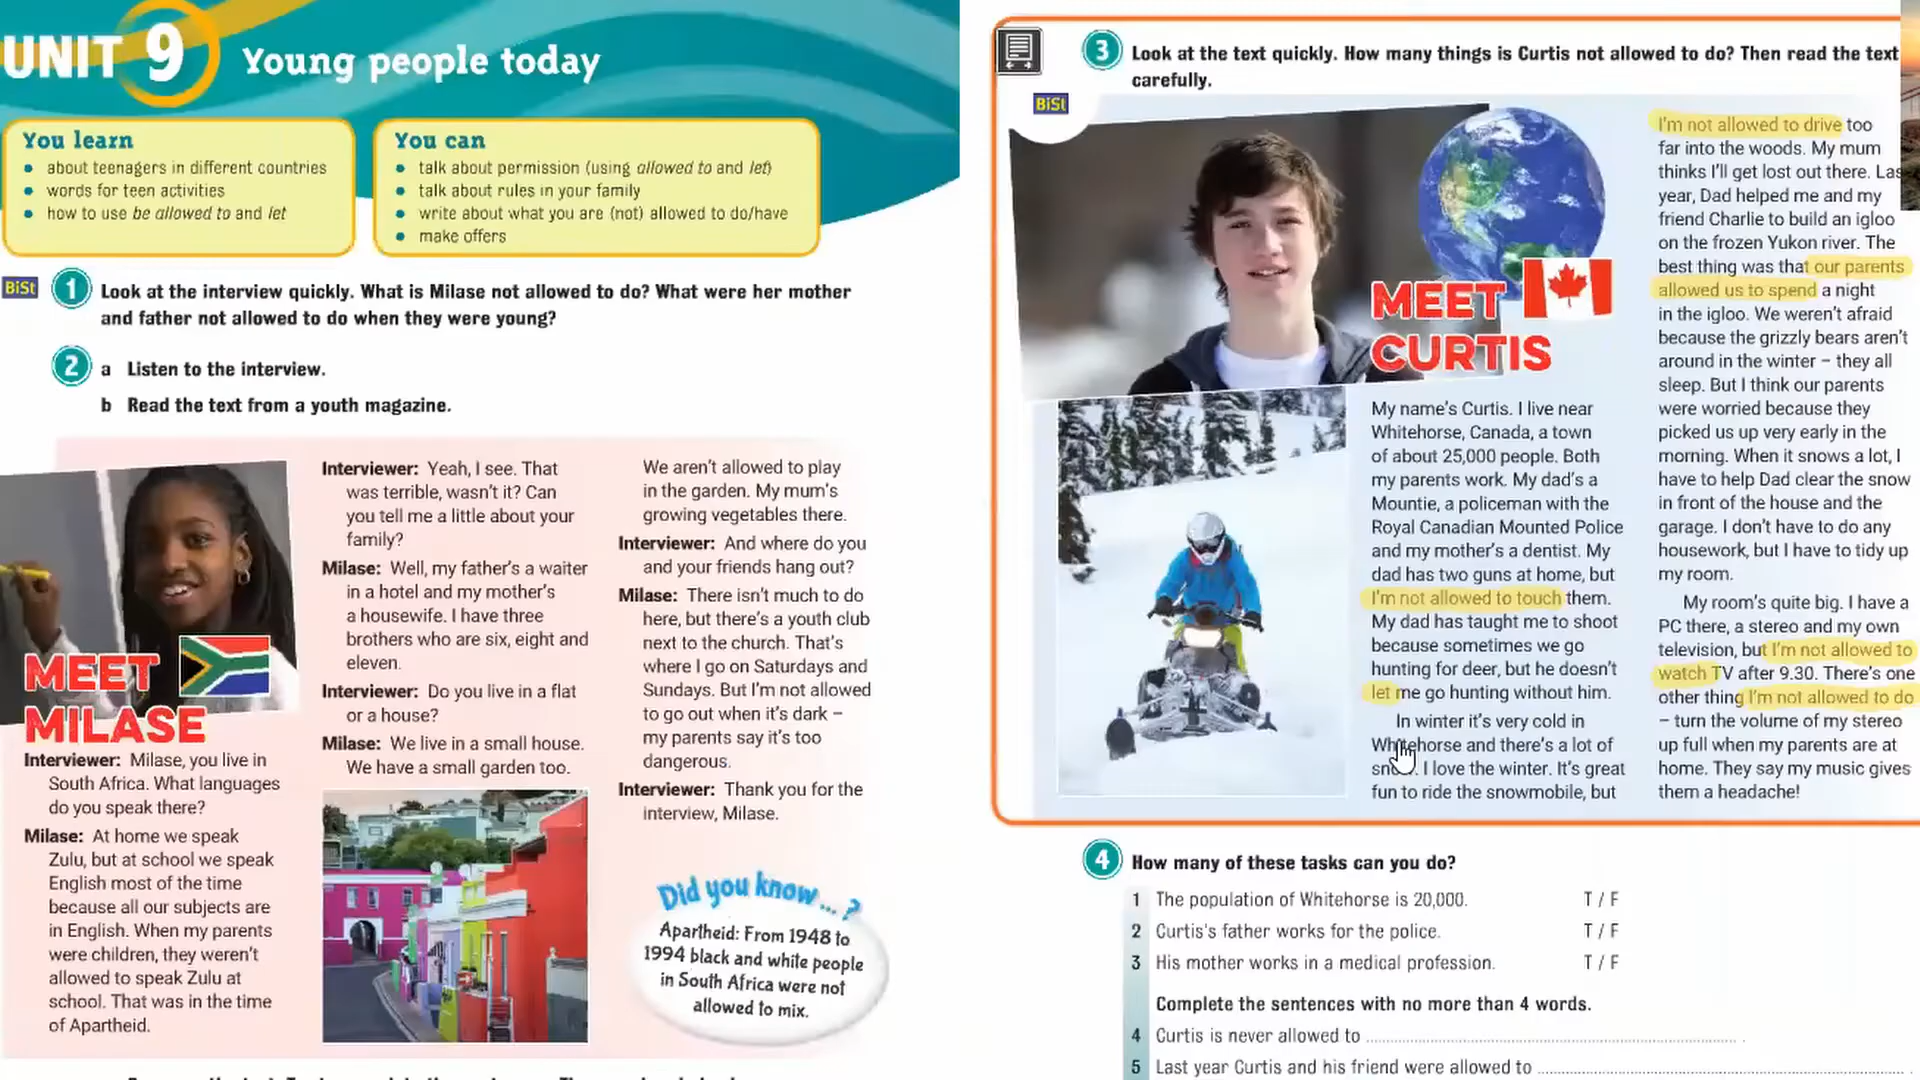 UNIT 9 Young people today
You learn
• about teenagers in different countries
• words for teen activities
• how to use be allowed to and let
You can
• talk about permission (using allowed to and let)
• talk about rules in your family
• write about what you are (not) allowed to do/have
• make offers
BiSt
1 Look at the interview quickly. What is Milase not allowed to do? What were her mother
and father not allowed to do when they were young?
2 a Listen to the interview.
b Read the text from a youth magazine.
MEET
MILASE
Interviewer: Milase, you live in
South Africa. What languages
do you speak there?
Milase: At home we speak
Zulu, but at school we speak
English most of the time
because all our subjects are
in English. When my parents
were children, they weren't
allowed to speak Zulu at
school. That was in the time
of Apartheid.
Interviewer: Yeah, I see. That
was terrible, wasn't it? Can
you tell me a little about your
family?
Milase: Well, my father's a waiter
in a hotel and my mother's
a housewife. I have three
brothers who are six, eight and
eleven.
Interviewer: Do you live in a flat
or a house?
Milase: We live in a small house.
We have a small garden too.
We aren't allowed to play
in the garden. My mum's
growing vegetables there.
Interviewer: And where do you
and your friends hang out?
Milase: There isn't much to do
here, but there's a youth club
next to the church. That's
where I go on Saturdays and
Sundays. But I'm not allowed
to go out when it's dark –
my parents say it's too
dangerous.
Interviewer: Thank you for the
interview, Milase.
Did you know ... ?
Apartheid: From 1948 to
1994 black and white people
in South Africa were not
allowed to mix.
3 Look at the text quickly. How many things is Curtis not allowed to do? Then read the text
carefully.
BiSt
MEET
CURTIS
My name's Curtis. I live near
Whitehorse, Canada, a town
of about 25,000 people. Both
my parents work. My dad's a
Mountie, a policeman with the
Royal Canadian Mounted Police
and my mother's a dentist. My
dad has two guns at home, but
I'm not allowed to touch them.
My dad has taught me to shoot
because sometimes we go
hunting for deer, but he doesn't
let me go hunting without him.
In winter it's very cold in
Whitehorse and there's a lot of
snow. I love the winter. It's great
fun to ride the snowmobile, but
I'm not allowed to drive too
far into the woods. My mum
thinks I'll get lost out there. Las
year, Dad helped me and my
friend Charlie to build an igloo
on the frozen Yukon river. The
best thing was that our parents
allowed us to spend a night
in the igloo. We weren't afraid
because the grizzly bears aren't
around in the winter – they all
sleep. But I think our parents
were worried because they
picked us up very early in the
morning. When it snows a lot, I
have to help Dad clear the snow
in front of the house and the
garage. I don't have to do any
housework, but I have to tidy up
my room.
My room's quite big. I have a
PC there, a stereo and my own
television, but I'm not allowed to
watch TV after 9.30. There's one
other thing I'm not allowed to do
– turn the volume of my stereo
up full when my parents are at
home. They say my music gives
them a headache!
4 How many of these tasks can you do?
1 The population of Whitehorse is 20,000. T / F
2 Curtis's father works for the police. T / F
3 His mother works in a medical profession. T / F
Complete the sentences with no more than 4 words.
4 Curtis is never allowed to
5 Last year Curtis and his friend were allowed to